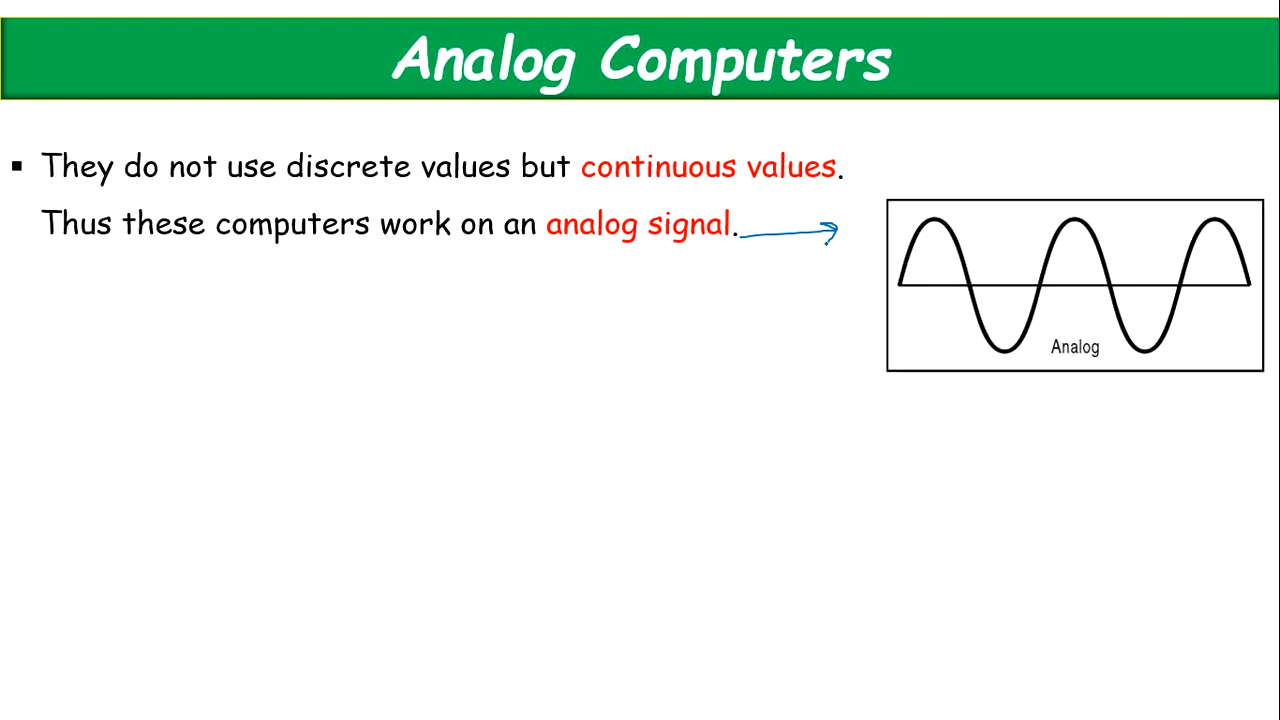 Analog Computers
▪ They do not use discrete values but continuous values.
Thus these computers work on an analog signal.
Analog